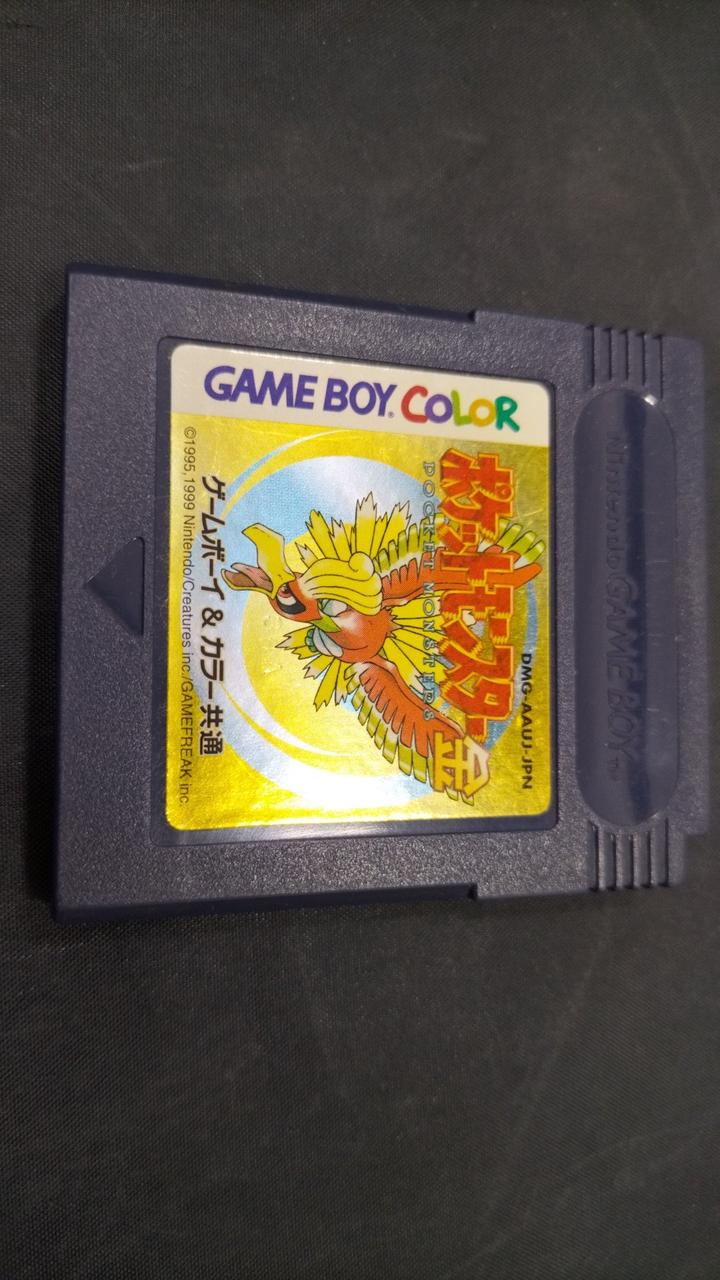 Nintendo GAME BOY TM
GAME BOY® COLOR
DMG-AAUJ-JPN
ポケットモンスター金
POCKET MONSTERS
ゲームボーイ & カラー共通
©1995,1999 Nintendo/Creatures inc./GAMEFREAK inc.